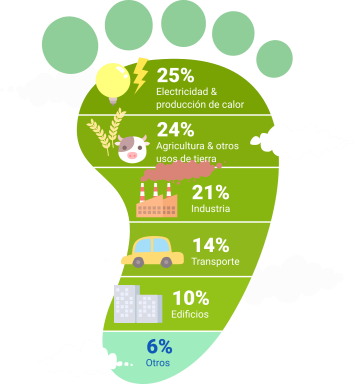 25%
Electricidad &
producción de calor
24%
Agricultura & otros
usos de tierra
21%
Industria
14%
Transporte
10%
Edificios
6%
Otros